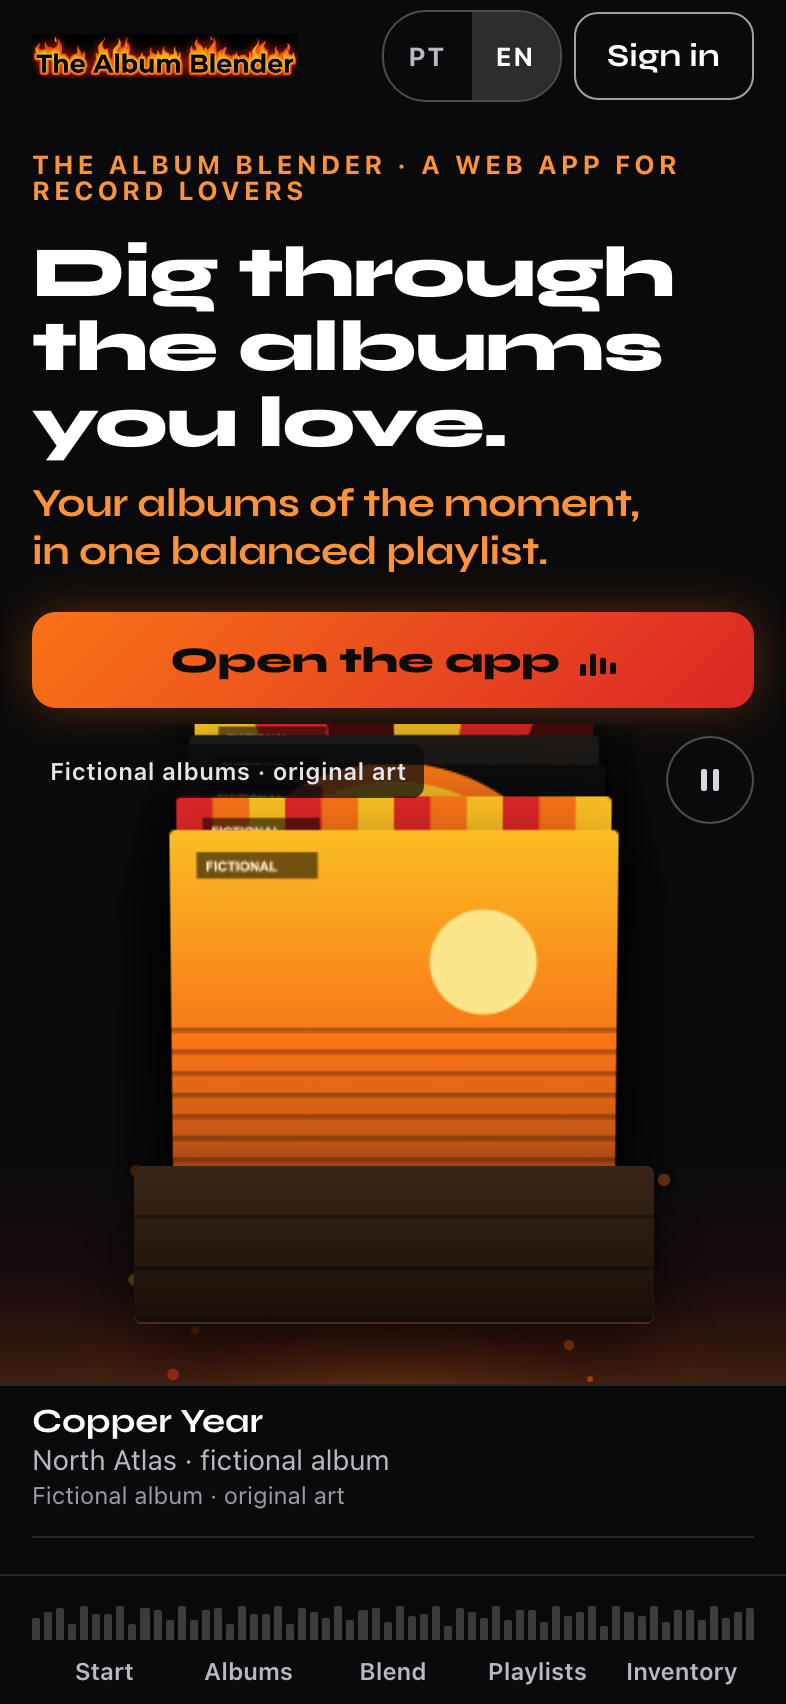 The Album Blender
PT
EN
Sign in
THE ALBUM BLENDER · A WEB APP FOR
RECORD LOVERS
Dig through
the albums
you love.
Your albums of the moment,
in one balanced playlist.
Open the app
Fictional albums · original art
FICTIONAL
FICTIONAL
Copper Year
North Atlas · fictional album
Fictional album · original art
Start
Albums
Blend
Playlists
Inventory